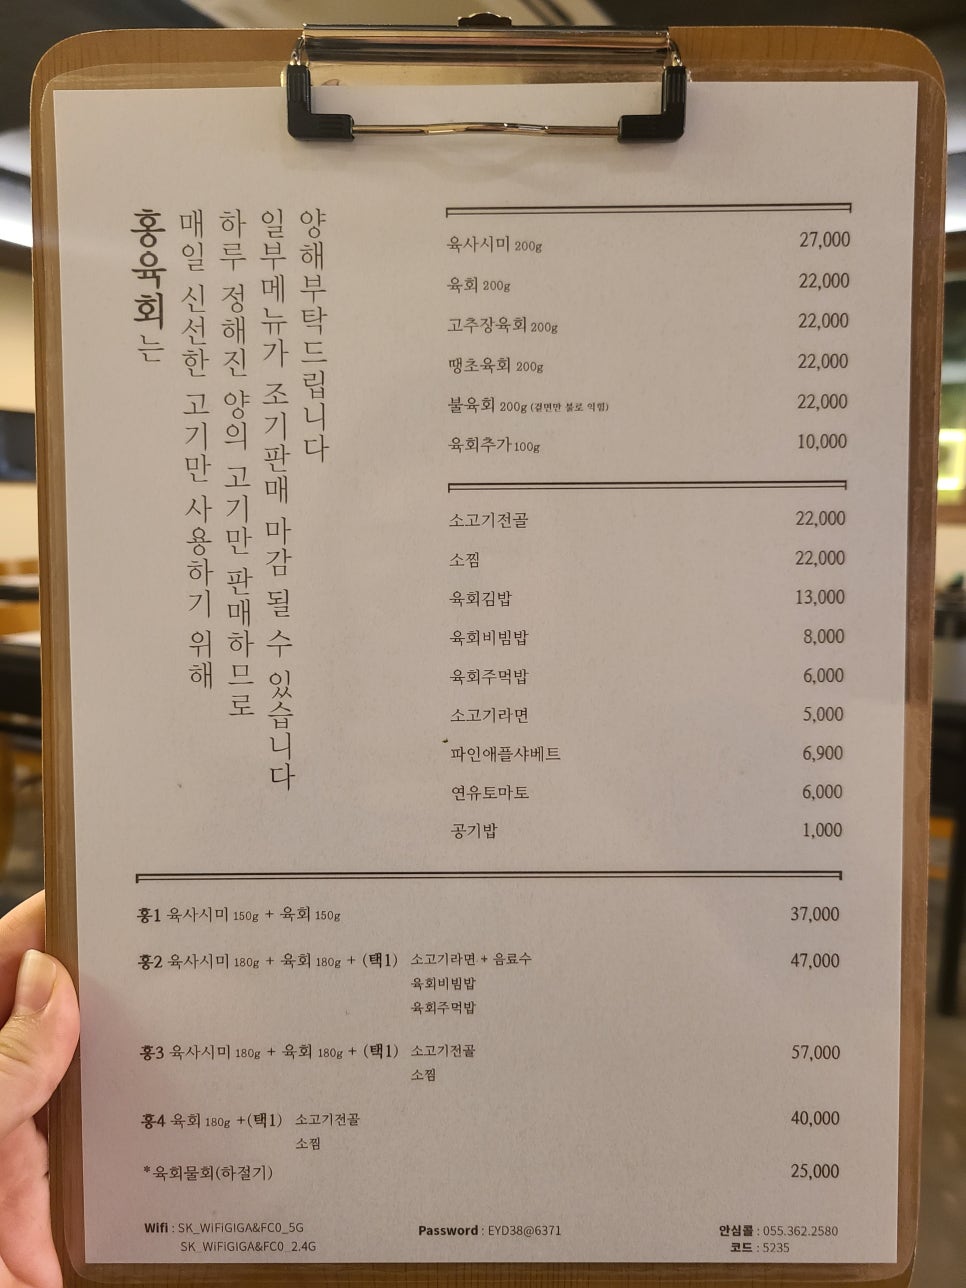 홍육회는
매일 신선한 고기만 사용하기 위해
하루 정해진 양의 고기만 판매하므로
일부메뉴가 조기판매 마감 될 수 있습니다
양해부탁드립니다
육사시미 200g 27,000
육회 200g 22,000
고추장육회 200g 22,000
땡초육회 200g 22,000
불육회 200g (겉면만 불로 익힘) 22,000
육회추가 100g 10,000
소고기전골 22,000
소찜 22,000
육회김밥 13,000
육회비빔밥 8,000
육회주먹밥 6,000
소고기라면 5,000
파인애플샤베트 6,900
연유토마토 6,000
공기밥 1,000
홍1 육사시미 150g + 육회 150g 37,000
홍2 육사시미 180g + 육회 180g + (택1) 소고기라면 + 음료수 47,000
육회비빔밥
육회주먹밥
홍3 육사시미 180g + 육회 180g + (택1) 소고기전골 57,000
소찜
홍4 육회 180g +(택1) 소고기전골 40,000
소찜
*육회물회(하절기) 25,000
Wifi : SK_WiFiGIGA&FC0_5G Password : EYD38@6371 안심콜 : 055.362.2580
SK_WiFiGIGA&FC0_2.4G 코드 : 5235